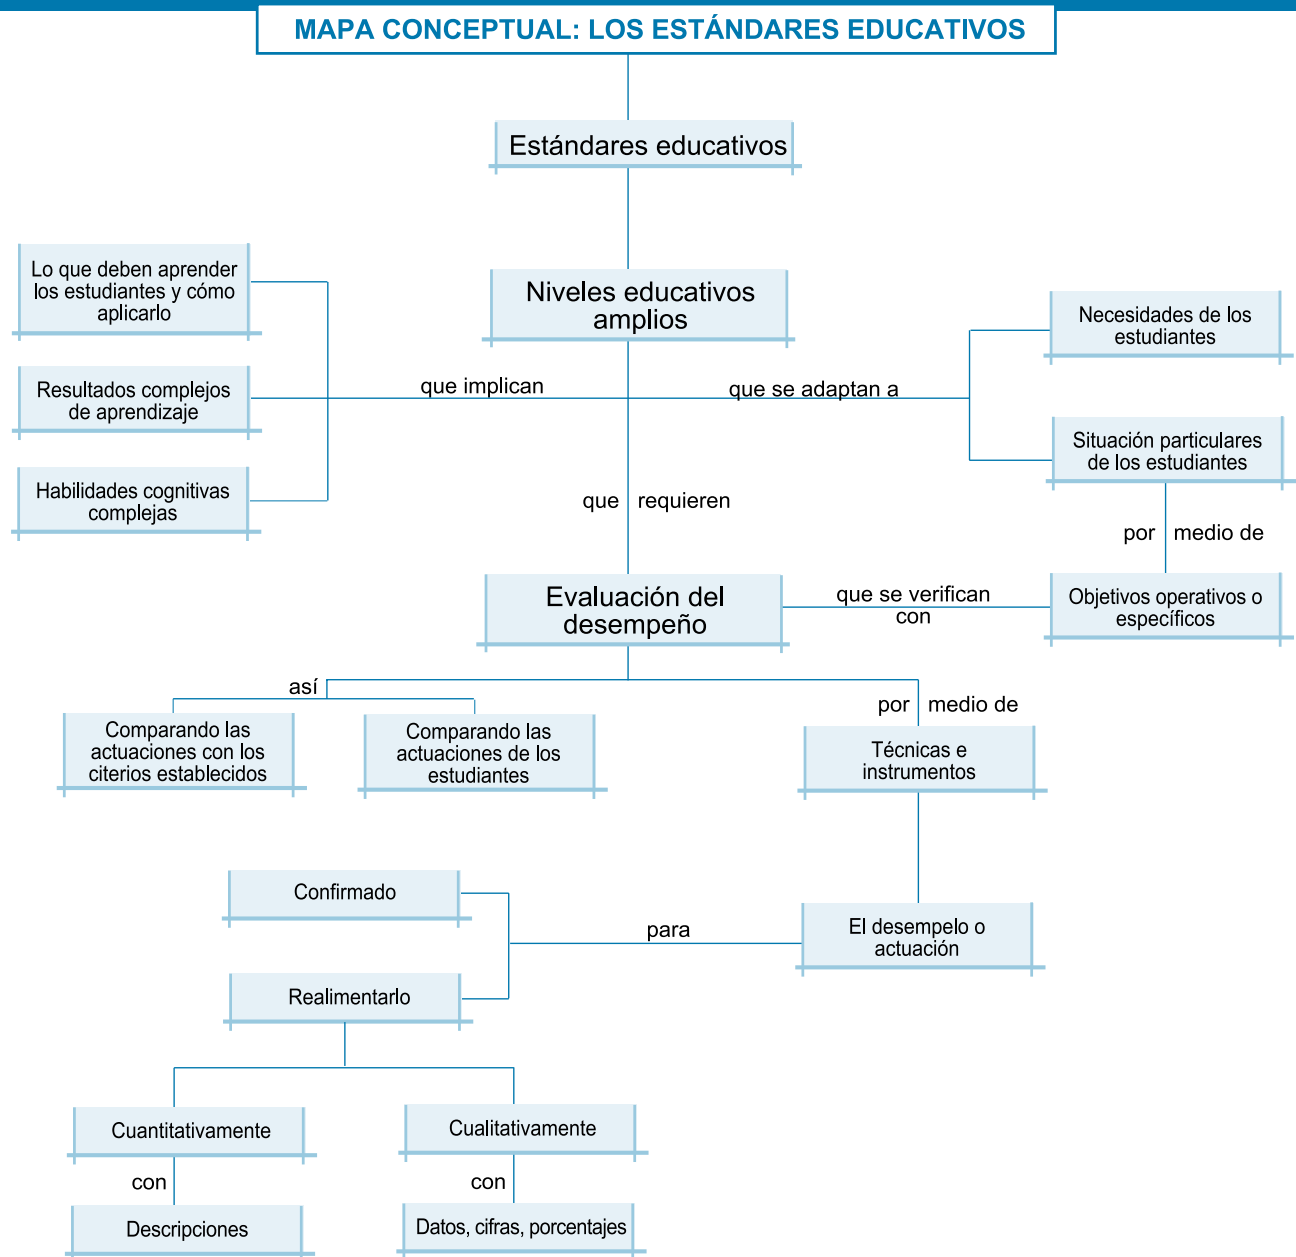 MAPA CONCEPTUAL: LOS ESTÁNDARES EDUCATIVOS
Estándares educativos
Niveles educativos
amplios
Lo que deben aprender
los estudiantes y cómo
aplicarlo
Resultados complejos
de aprendizaje
Habilidades cognitivas
complejas
que implican
que se adaptan a
Necesidades de los
estudiantes
Situación particulares
de los estudiantes
que requieren
por medio de
Evaluación del
desempeño
que se verifican
con
Objetivos operativos o
específicos
así
Comparando las
actuaciones con los
citerios establecidos
Comparando las
actuaciones de los
estudiantes
por medio de
Técnicas e
instrumentos
El desempelo o
actuación
para
Confirmado
Realimentarlo
Cuantitativamente
Cualitativamente
con
con
Descripciones
Datos, cifras, porcentajes